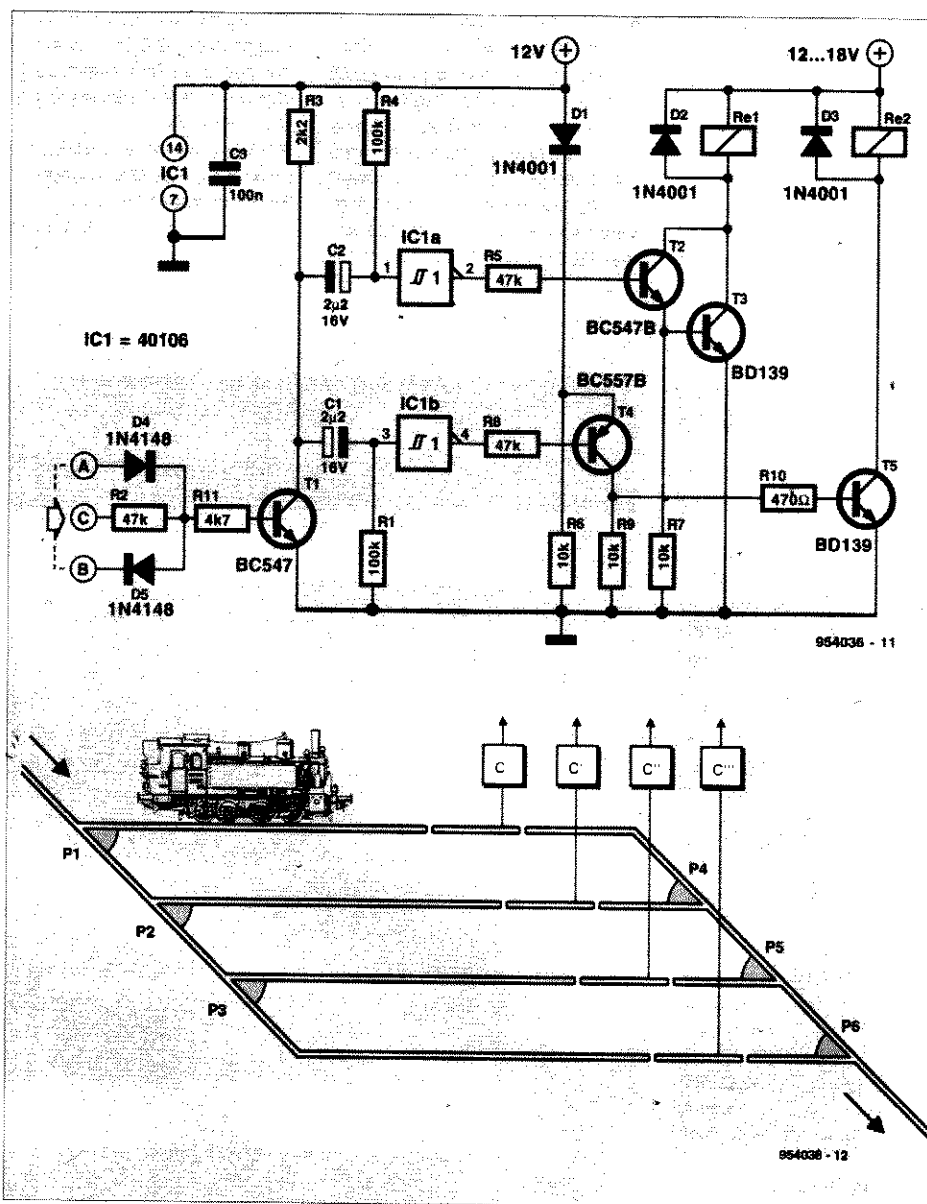 12V
12...18V
R3
2k2
R4
100k
D1
1N4001
D2
1N4001
Re1
D3
1N4001
Re2
14
IC1
7
C3
100n
C2
2µ2
16V
1
IC1a
1
2
R5
47k
T2
BC547B
T3
BD139
IC1 = 40106
C1
2µ2
16V
3
IC1b
1
4
R8
47k
BC557B
T4
D4
1N4148
A
R2
47k
C
R11
4k7
B
D5
1N4148
T1
BC547
R1
100k
R6
10k
R9
10k
R7
10k
R10
470Ω
T5
BD139
954036 - 11
C
C'
C''
C'''
P1
P4
P2
P5
P3
P6
954036 - 12